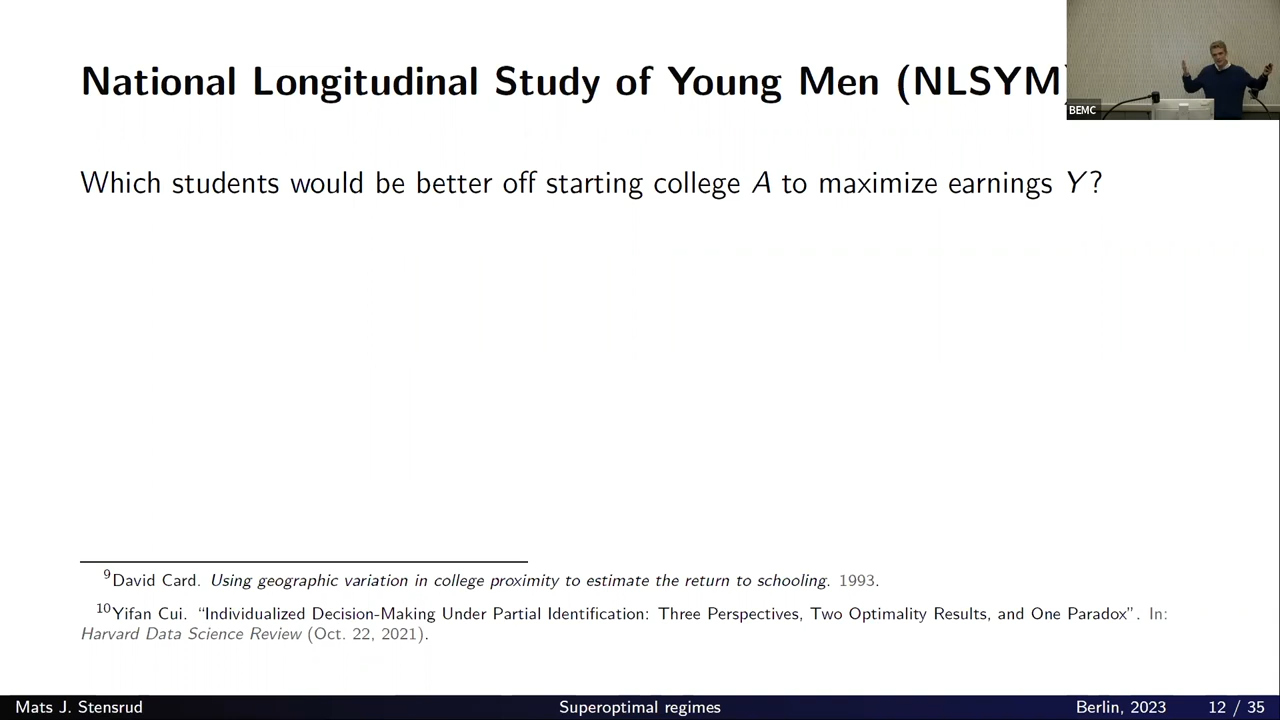 National Longitudinal Study of Young Men (NLSYM)
BEMC
Which students would be better off starting college A to maximize earnings Y?
9David Card. Using geographic variation in college proximity to estimate the return to schooling. 1993.
10Yifan Cui. “Individualized Decision-Making Under Partial Identification: Three Perspectives, Two Optimality Results, and One Paradox”. In:
Harvard Data Science Review (Oct. 22, 2021).
Mats J. Stensrud Superoptimal regimes Berlin, 2023 12 / 35